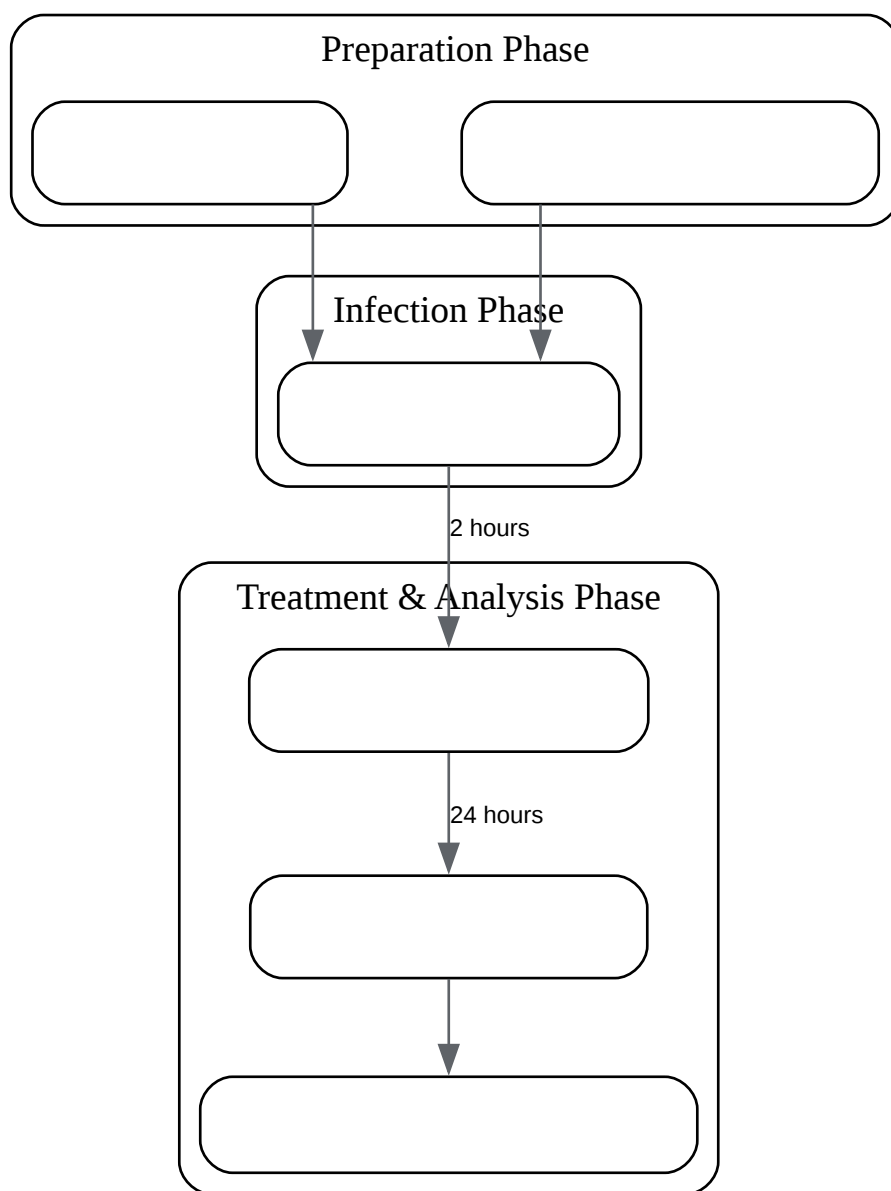 Preparation Phase
Infection Phase
2 hours
Treatment & Analysis Phase
24 hours